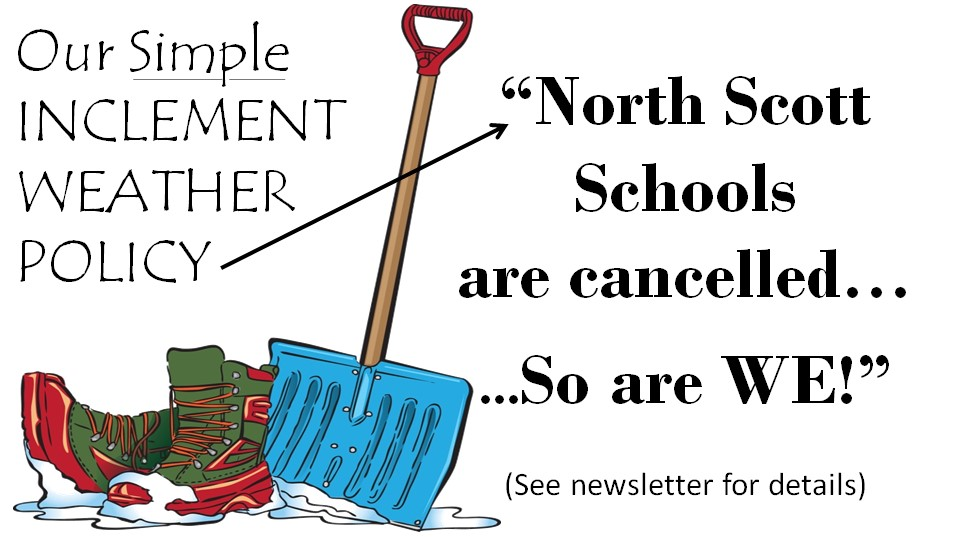 Our Simple
INCLEMENT
WEATHER
POLICY
“North Scott
Schools
are cancelled…
...So are WE!”
(See newsletter for details)